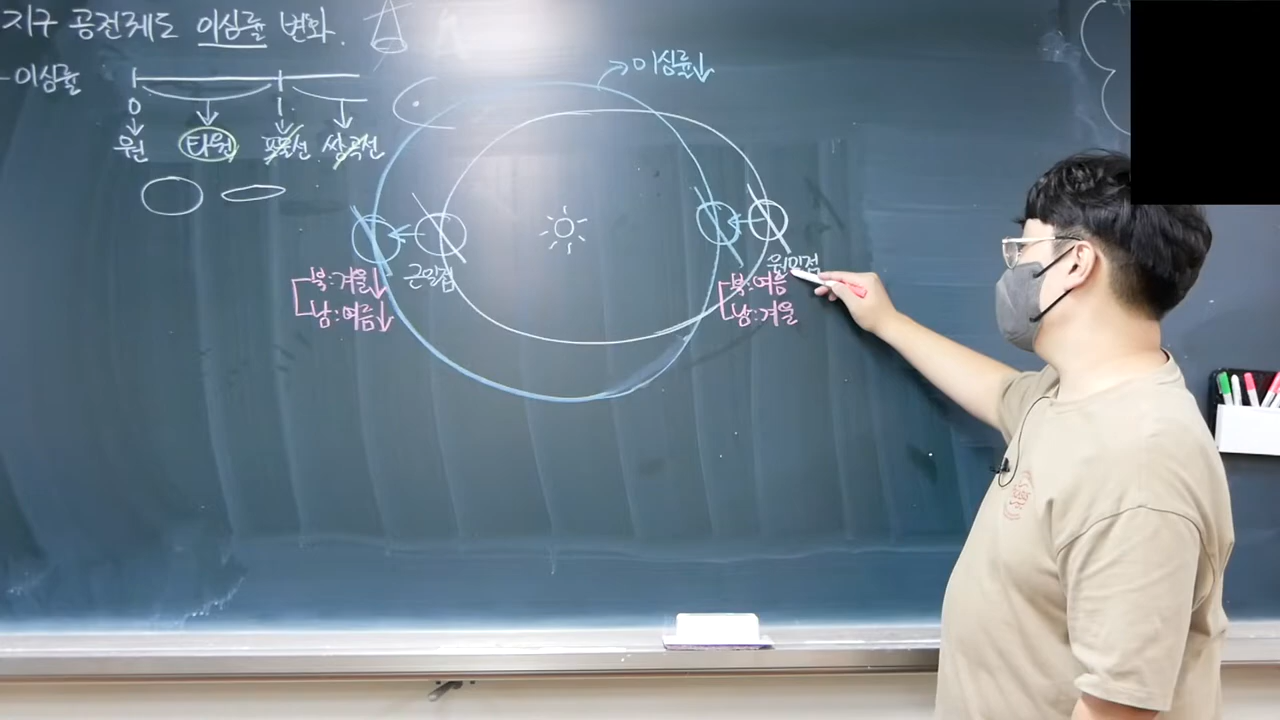 지구 공전궤도 이심률 변화.
- 이심률
0
1
원
타원
포물선
쌍곡선
이심률↓
근일점
원일점
북:겨울↓
남:여름↓
북:여름
남:겨울